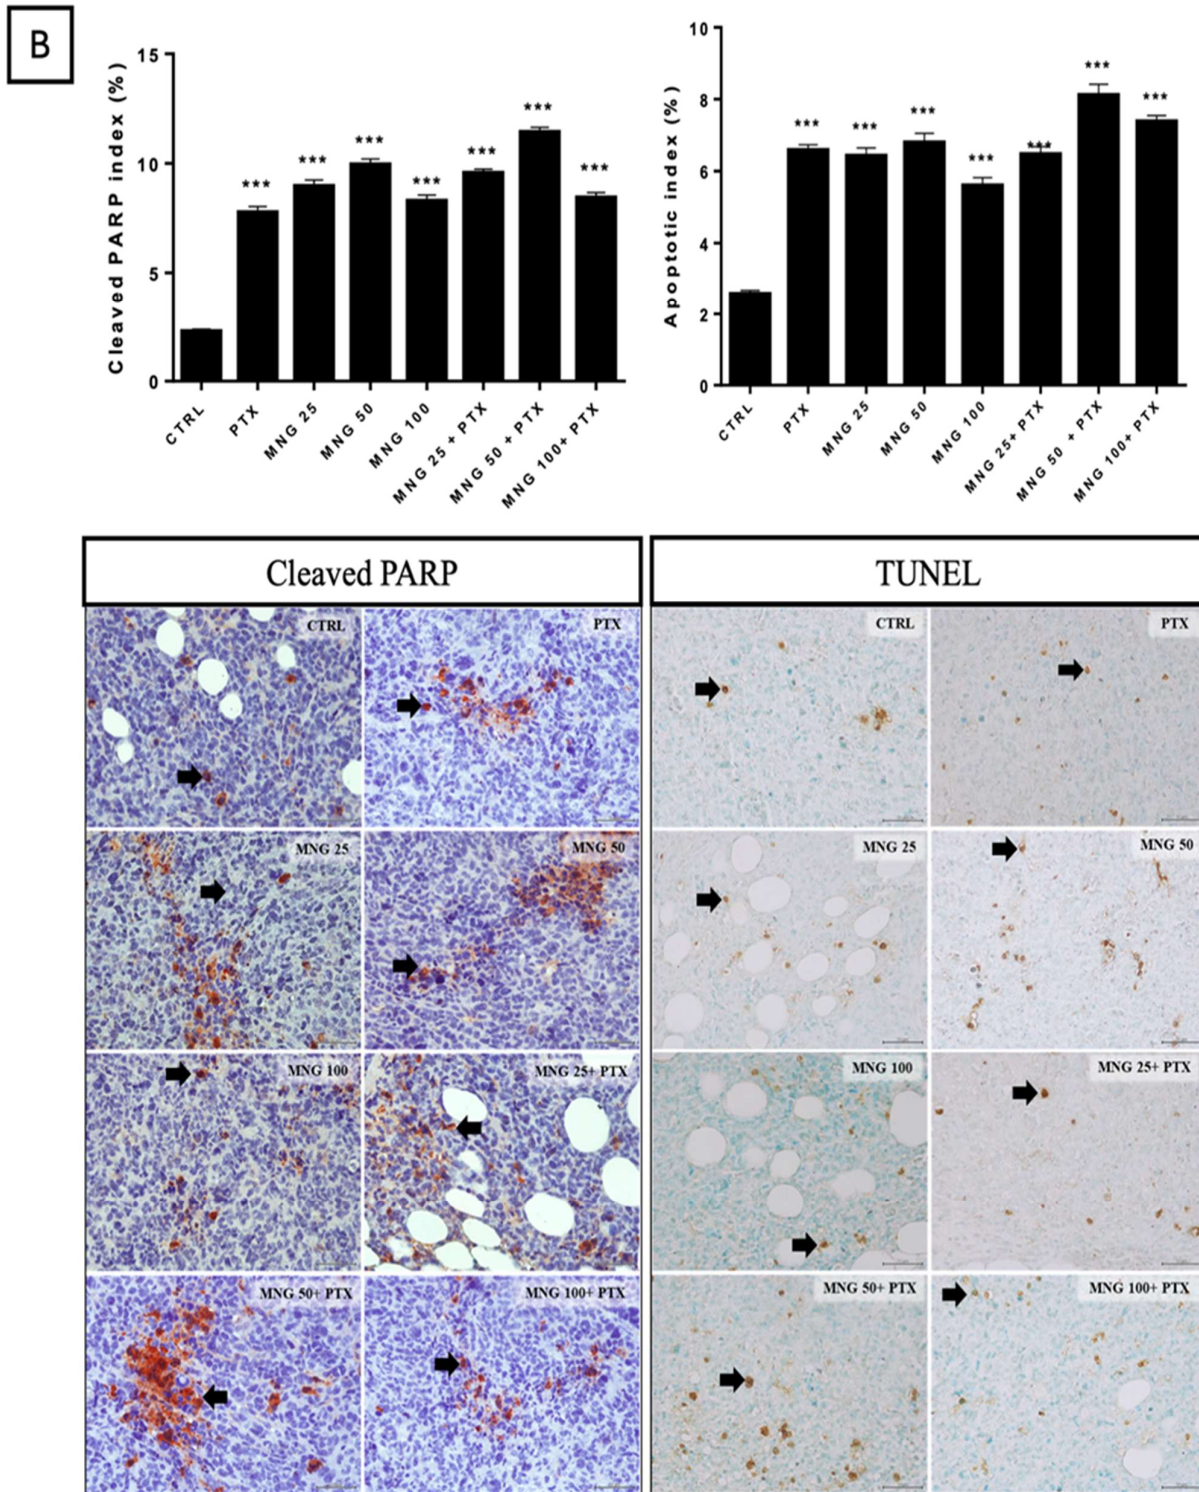 B
Cleaved PARP index (%)
15
10
5
0
***
***
***
***
***
***
***
CTRL
PTX
MNG 25
MNG 50
MNG 100
MNG 25 + PTX
MNG 50 + PTX
MNG 100+ PTX
Apoptotic index (%)
10
8
6
4
2
0
***
***
***
***
***
***
***
CTRL
PTX
MNG 25
MNG 50
MNG 100
MNG 25+ PTX
MNG 50 + PTX
MNG 100+ PTX
Cleaved PARP
CTRL
PTX
MNG 25
MNG 50
MNG 100
MNG 25+ PTX
MNG 50+ PTX
MNG 100+ PTX
TUNEL
CTRL
PTX
MNG 25
MNG 50
MNG 100
MNG 25+ PTX
MNG 50+ PTX
MNG 100+ PTX